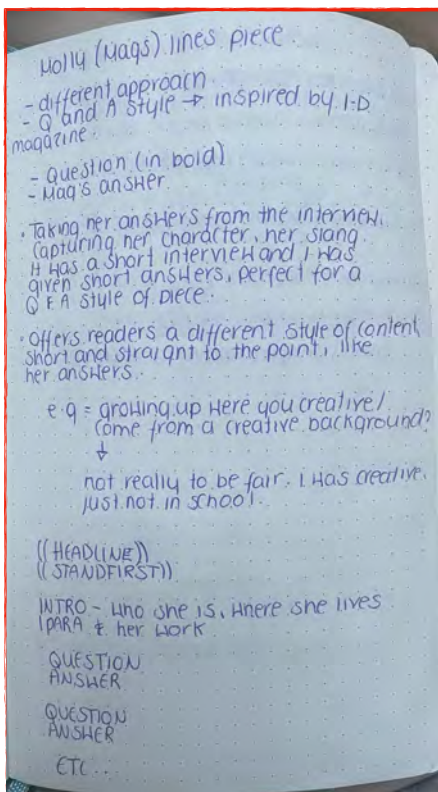 Molly (Mags) lines piece.
- different approach
- Q and A style → inspired by I-D
magazine.
- Question (in bold)
- Mag's answer
• Taking her answers from the interview,
capturing her character, her slang.
It was a short interview and I was
given short answers, perfect for a
Q & A style of piece.
• Offers readers a different style of content,
short and straight to the point, like
her answers.
e.g = growing up were you creative/
come from a creative background?
↓
not really to be fair. I was creative,
just not in school.
((HEADLINE))
((STANDFIRST))
INTRO - who she is, where she lives
1 PARA & her work
QUESTION
ANSWER
QUESTION
ANSWER
ETC...